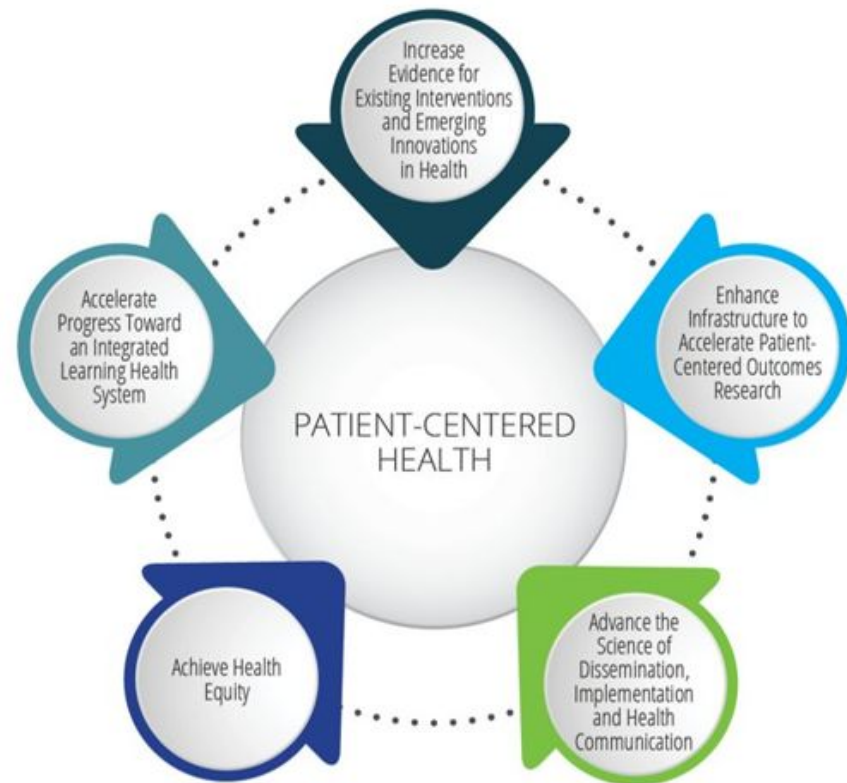 Increase
Evidence for
Existing Interventions
and Emerging
Innovations
in Health
Enhance
Infrastructure to
Accelerate Patient-
Centered Outcomes
Research
Advance the
Science of
Dissemination,
Implementation
and Health
Communication
Achieve Health
Equity
Accelerate
Progress Toward
an Integrated
Learning Health
System
PATIENT-CENTERED
HEALTH